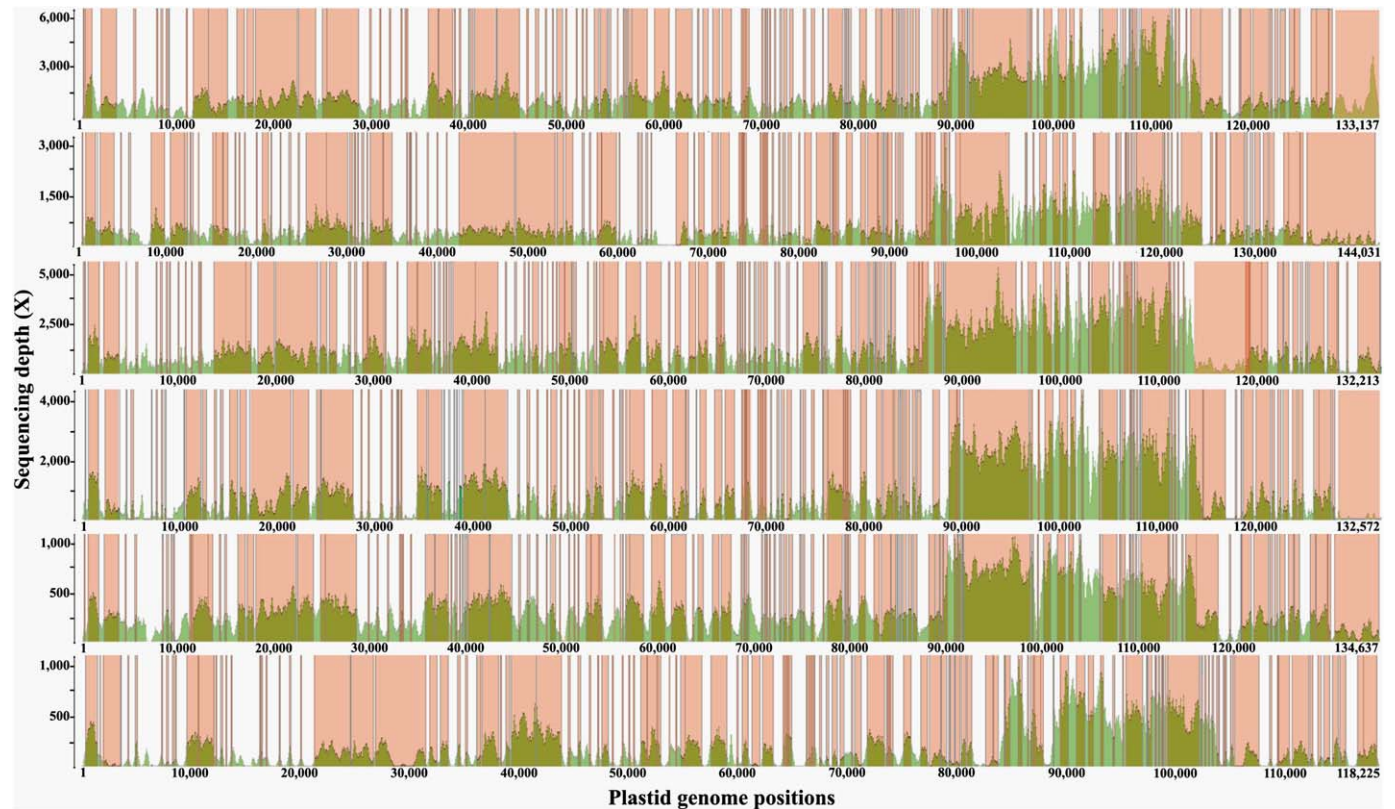 6,000
3,000
1 10,000 20,000 30,000 40,000 50,000 60,000 70,000 80,000 90,000 100,000 110,000 120,000 133,137
3,000
1,500
1 10,000 20,000 30,000 40,000 50,000 60,000 70,000 80,000 90,000 100,000 110,000 120,000 130,000 144,031
5,000
2,500
1 10,000 20,000 30,000 40,000 50,000 60,000 70,000 80,000 90,000 100,000 110,000 120,000 132,213
Sequencing depth (X)
4,000
2,000
1 10,000 20,000 30,000 40,000 50,000 60,000 70,000 80,000 90,000 100,000 110,000 120,000 132,572
1,000
500
1 10,000 20,000 30,000 40,000 50,000 60,000 70,000 80,000 90,000 100,000 110,000 120,000 134,637
1,000
500
1 10,000 20,000 30,000 40,000 50,000 60,000 70,000 80,000 90,000 100,000 110,000 118,225
Plastid genome positions